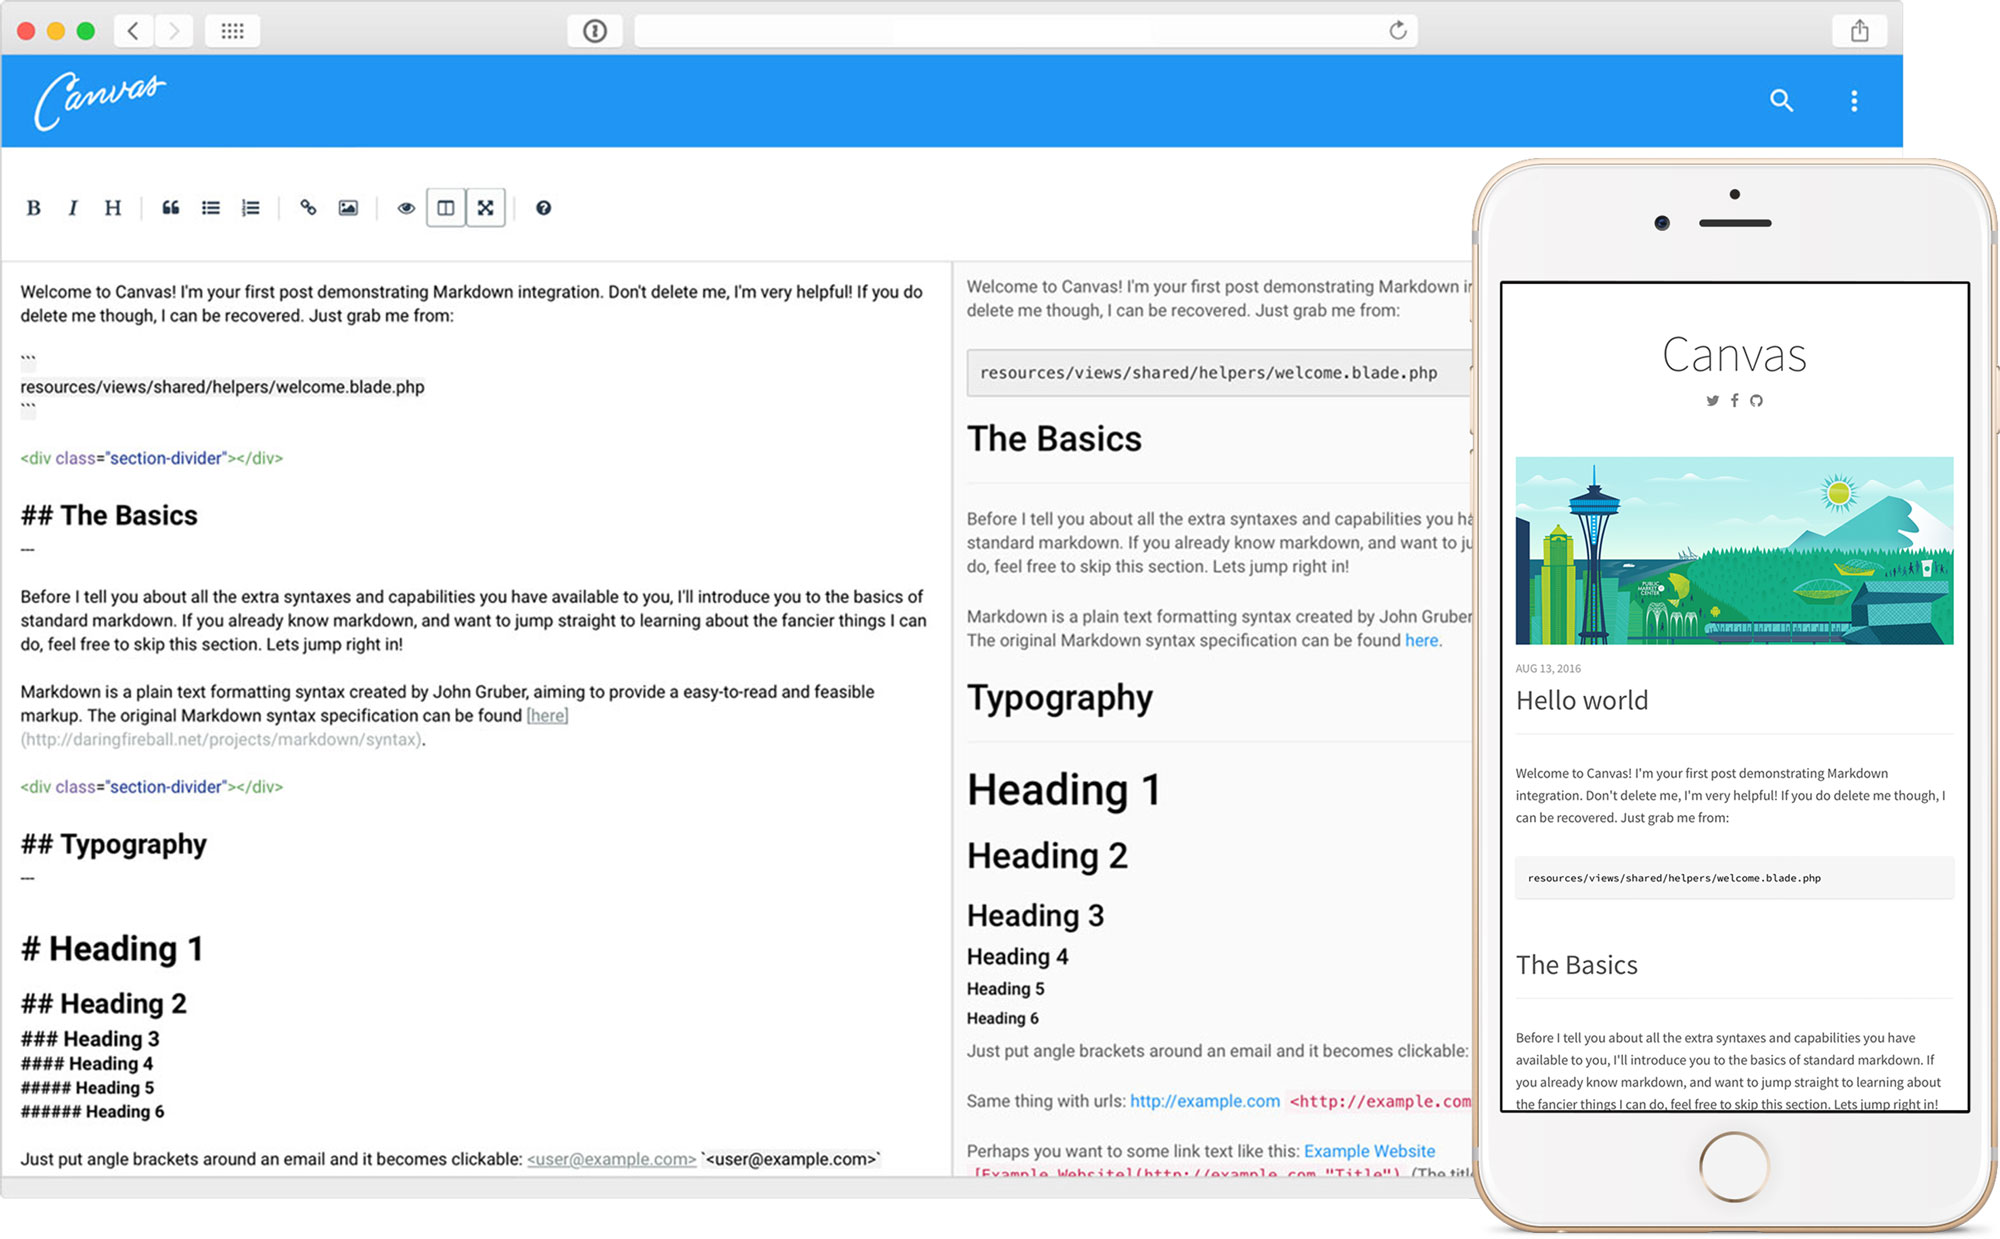 Canvas
B I H
Welcome to Canvas! I'm your first post demonstrating Markdown integration. Don't delete me, I'm very helpful! If you do
delete me though, I can be recovered. Just grab me from:
```
resources/views/shared/helpers/welcome.blade.php
```
<div class="section-divider"></div>
## The Basics
---
Before I tell you about all the extra syntaxes and capabilities you have available to you, I'll introduce you to the basics of
standard markdown. If you already know markdown, and want to jump straight to learning about the fancier things I can
do, feel free to skip this section. Lets jump right in!
Markdown is a plain text formatting syntax created by John Gruber, aiming to provide a easy-to-read and feasible
markup. The original Markdown syntax specification can be found [here]
(http://daringfireball.net/projects/markdown/syntax).
<div class="section-divider"></div>
## Typography
---
# Heading 1
## Heading 2
### Heading 3
#### Heading 4
##### Heading 5
###### Heading 6
Just put angle brackets around an email and it becomes clickable: <user@example.com> `<user@example.com>`
Welcome to Canvas! I'm your first post demonstrating Markdown
delete me though, I can be recovered. Just grab me from:
resources/views/shared/helpers/welcome.blade.php
The Basics
Before I tell you about all the extra syntaxes and capabilities you
standard markdown. If you already know markdown, and want to
do, feel free to skip this section. Lets jump right in!
Markdown is a plain text formatting syntax created by John Gruber
The original Markdown syntax specification can be found here.
Typography
Heading 1
Heading 2
Heading 3
Heading 4
Heading 5
Heading 6
Just put angle brackets around an email and it becomes clickable:
Same thing with urls: http://example.com <http://example.com
Perhaps you want to some link text like this: Example Website
[Example Website](http://example.com "Title") (The title
Canvas
PUBLIC
MARKET
CENTER
AUG 13, 2016
Hello world
Welcome to Canvas! I'm your first post demonstrating Markdown
integration. Don't delete me, I'm very helpful! If you do delete me though, I
can be recovered. Just grab me from:
resources/views/shared/helpers/welcome.blade.php
The Basics
Before I tell you about all the extra syntaxes and capabilities you have
available to you, I'll introduce you to the basics of standard markdown. If
you already know markdown, and want to jump straight to learning about
the fancier things I can do, feel free to skip this section. Lets jump right in!